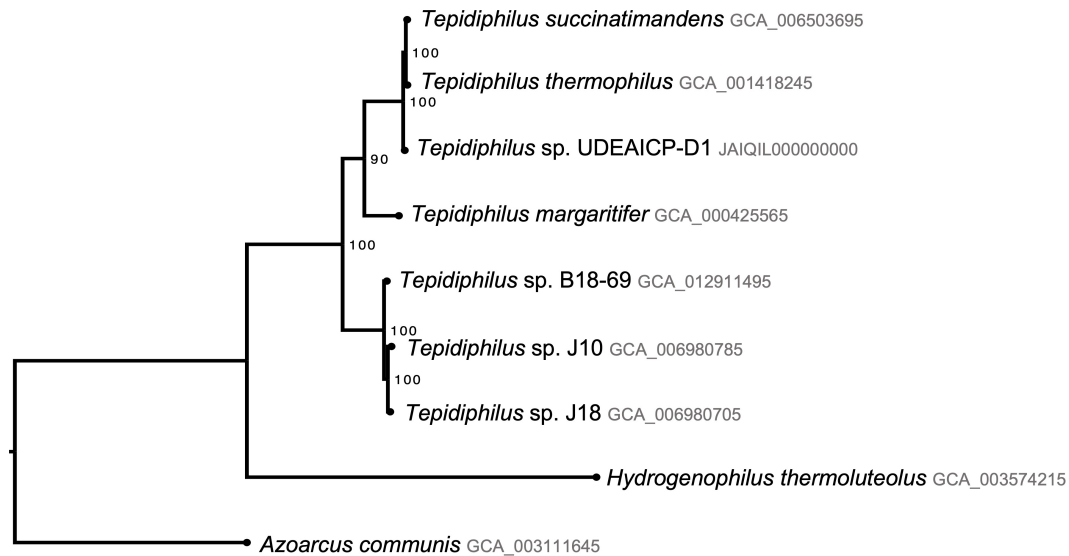 Tepidiphilus succinatimandens GCA_006503695
100
Tepidiphilus thermophilus GCA_001418245
100
Tepidiphilus sp. UDEAICP-D1 JAIQIL000000000
90
Tepidiphilus margaritifer GCA_000425565
100
Tepidiphilus sp. B18-69 GCA_012911495
100
Tepidiphilus sp. J10 GCA_006980785
100
Tepidiphilus sp. J18 GCA_006980705
Hydrogenophilus thermoluteolus GCA_003574215
Azoarcus communis GCA_003111645